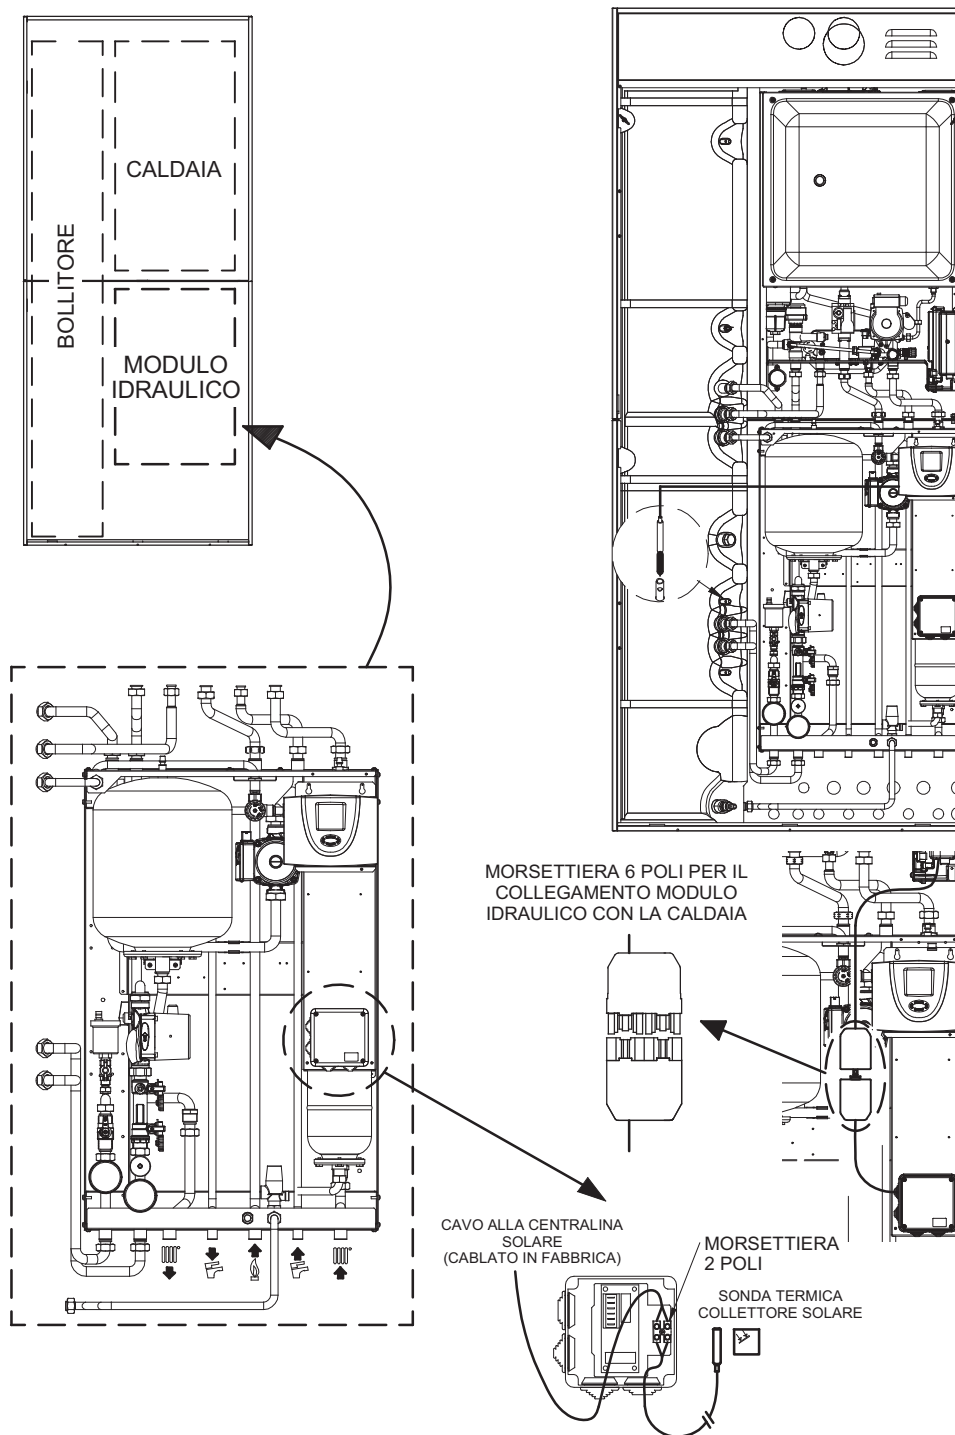 CALDAIA
BOLLITORE
MODULO
IDRAULICO
MORSETTIERA 6 POLI PER IL
COLLEGAMENTO MODULO
IDRAULICO CON LA CALDAIA
CAVO ALLA CENTRALINA
SOLARE
(CABLATO IN FABBRICA)
MORSETTIERA
2 POLI
SONDA TERMICA
COLLETTORE SOLARE